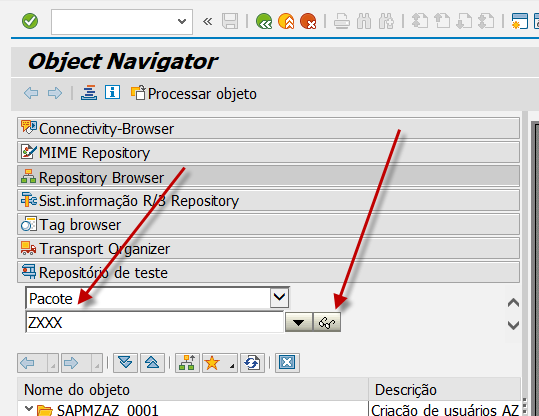 Object Navigator
Processar objeto
Connectivity-Browser
MIME Repository
Repository Browser
Sist.informação R/3 Repository
Tag browser
Transport Organizer
Repositório de teste
Pacote
ZXXX
Nome do objeto Descrição
SAPMZAZ_0001 Criação de usuários AZ